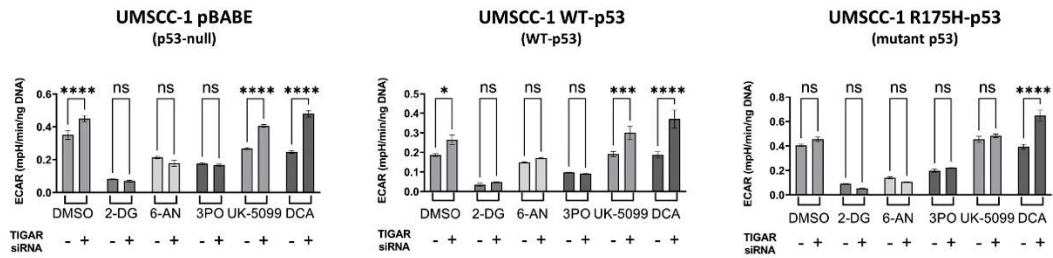 UMSCC-1 pBABE
(p53-null)
**** ns ns ns **** ****
ECAR (mpH/min/ng DNA)
0.6
0.4
0.2
0.0
DMSO 2-DG 6-AN 3PO UK-5099 DCA
TIGAR siRNA - + - + - + - + - + - +
UMSCC-1 WT-p53
(WT-p53)
* ns ns ns *** ****
ECAR (mpH/min/ng DNA)
0.6
0.4
0.2
0.0
DMSO 2-DG 6-AN 3PO UK-5099 DCA
TIGAR siRNA - + - + - + - + - + - +
UMSCC-1 R175H-p53
(mutant p53)
ns ns ns ns ns ****
ECAR (mpH/min/ng DNA)
0.8
0.6
0.4
0.2
0.0
DMSO 2-DG 6-AN 3PO UK-5099 DCA
TIGAR siRNA - + - + - + - + - + - +